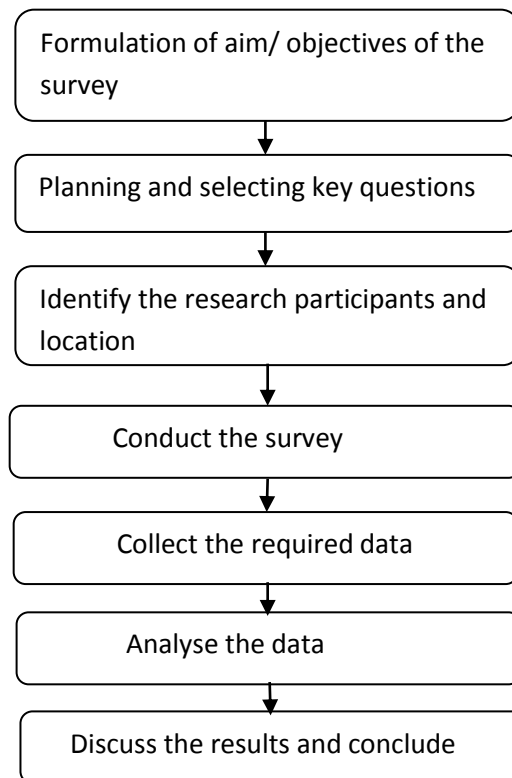 Formulation of aim/ objectives of the
survey
Planning and selecting key questions
Identify the research participants and
location
Conduct the survey
Collect the required data
Analyse the data
Discuss the results and conclude